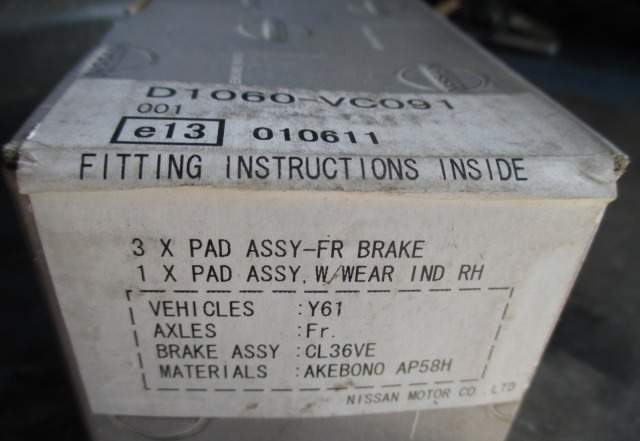 D1060-VC091
001
e13 010611
FITTING INSTRUCTIONS INSIDE
3 X PAD ASSY-FR BRAKE
1 X PAD ASSY, W/WEAR IND RH
VEHICLES :Y61
AXLES :Fr.
BRAKE ASSY :CL36VE
MATERIALS :AKEBONO AP58H
NISSAN MOTOR CO.,LTD